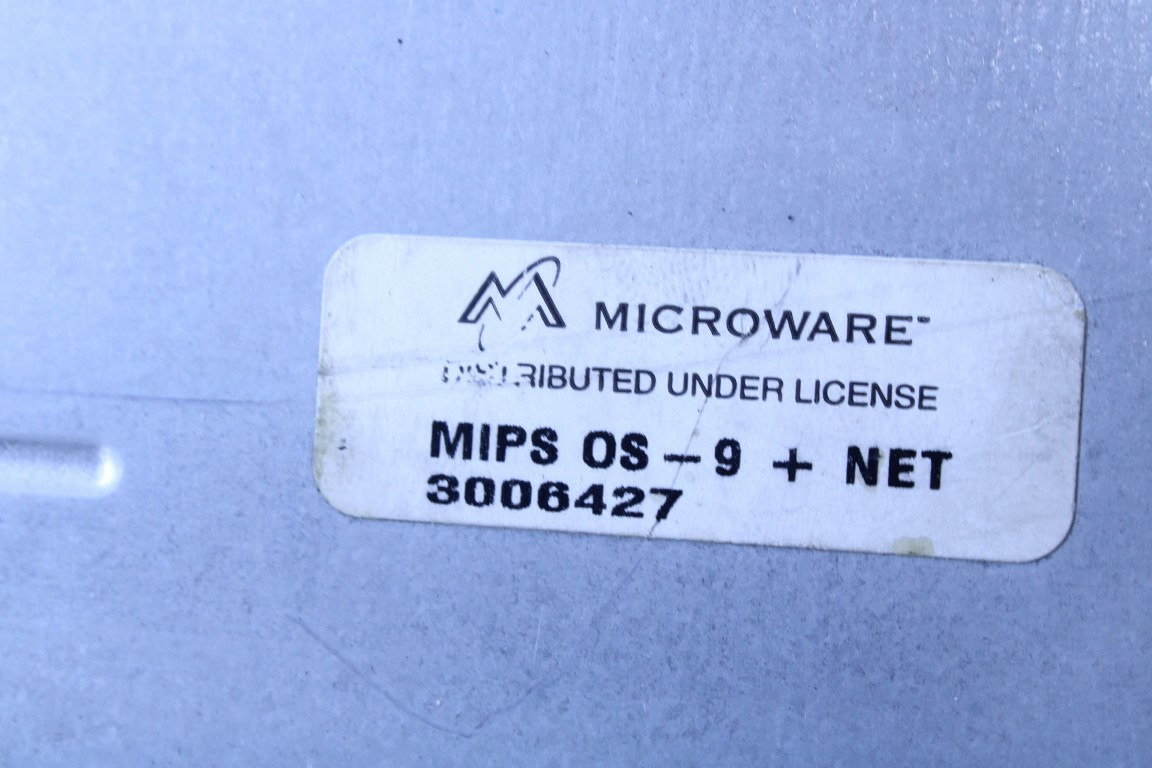 MICROWARE™
DISTRIBUTED UNDER LICENSE
MIPS OS-9 + NET
3006427